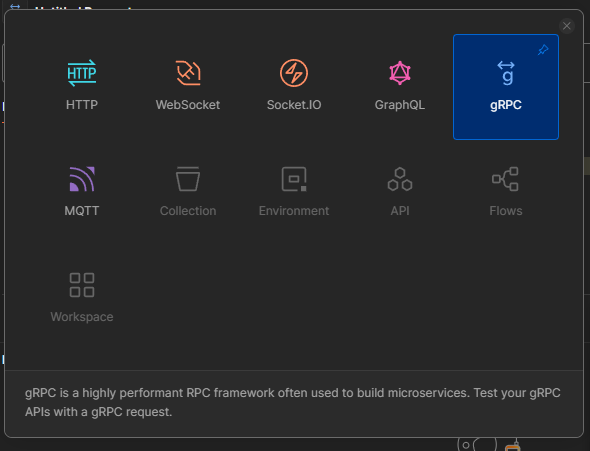 HTTP
HTTP WebSocket Socket.IO GraphQL gRPC
MQTT Collection Environment API Flows
Workspace
gRPC is a highly performant RPC framework often used to build microservices. Test your gRPC
APIs with a gRPC request.